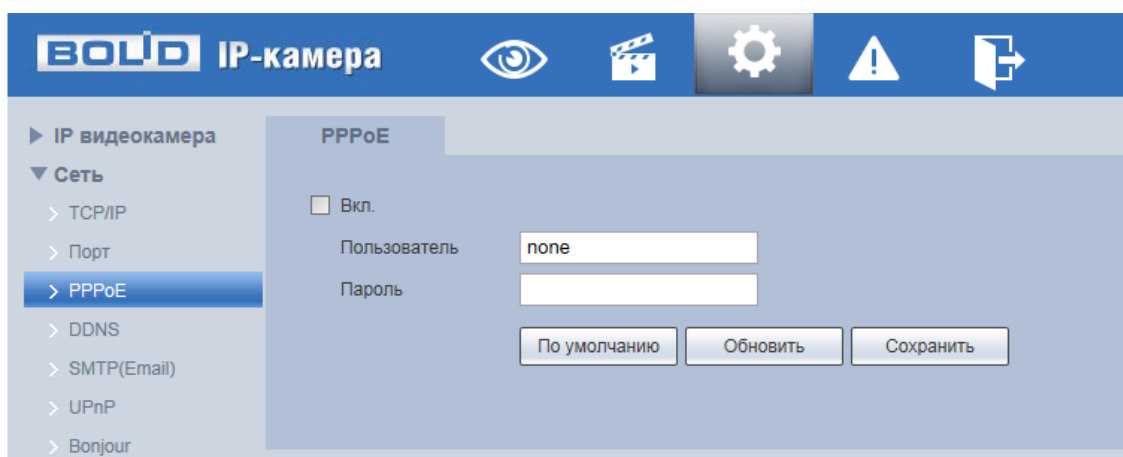 BOLID IP-камера
IP видеокамера
Сеть
TCP/IP
Порт
PPPoE
DDNS
SMTP(Email)
UPnP
Bonjour
PPPoE
Вкл.
Пользователь none
Пароль
По умолчанию Обновить Сохранить